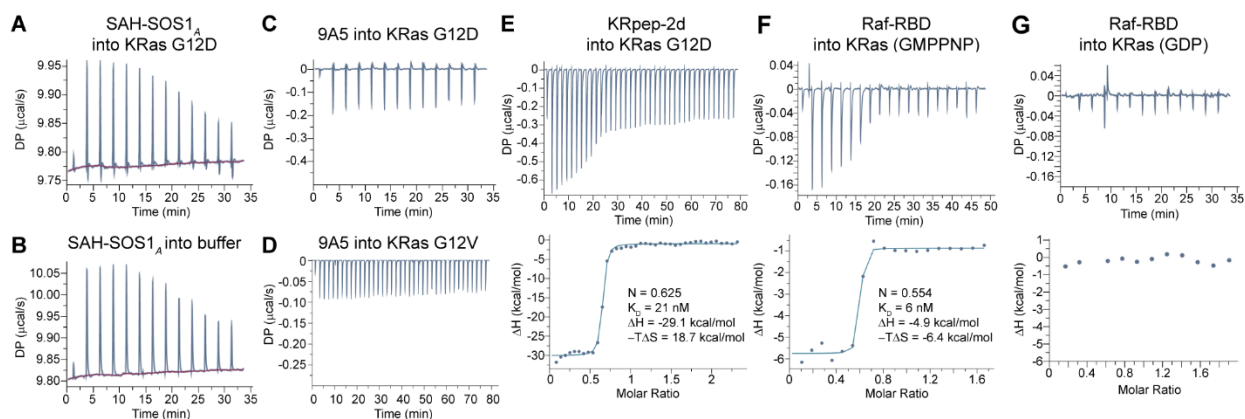 A
SAH-SOS1A
into KRas G12D
9.95
9.90
9.85
9.80
9.75
DP (μcal/s)
0 5 10 15 20 25 30 35
Time (min)
B
SAH-SOS1A into buffer
10.05
10.00
9.95
9.90
9.85
9.80
DP (μcal/s)
0 5 10 15 20 25 30 35
Time (min)
C
9A5 into KRas G12D
0
-0.1
-0.2
-0.3
-0.4
DP (μcal/s)
0 5 10 15 20 25 30 35
Time (min)
D
9A5 into KRas G12V
0
-0.05
-0.10
-0.15
-0.20
-0.25
DP (μcal/s)
0 10 20 30 40 50 60 70 80
Time (min)
E
KRpep-2d
into KRas G12D
0
-0.1
-0.2
-0.3
-0.4
-0.5
-0.6
DP (μcal/s)
0 10 20 30 40 50 60 70 80
Time (min)
0
-5
-10
-15
-20
-25
-30
ΔH (kcal/mol)
N = 0.625
KD = 21 nM
ΔH = -29.1 kcal/mol
–TΔS = 18.7 kcal/mol
0 0.5 1.0 1.5 2.0
Molar Ratio
F
Raf-RBD
into KRas (GMPPNP)
0.04
0
-0.04
-0.08
-0.12
-0.16
DP (μcal/s)
0 5 10 15 20 25 30 35 40 45 50
Time (min)
0
-1
-2
-3
-4
-5
-6
ΔH (kcal/mol)
N = 0.554
KD = 6 nM
ΔH = -4.9 kcal/mol
–TΔS = -6.4 kcal/mol
0 0.4 0.8 1.2 1.6
Molar Ratio
G
Raf-RBD
into KRas (GDP)
0.04
0
-0.04
-0.08
-0.12
-0.16
DP (μcal/s)
0 5 10 15 20 25 30 35
Time (min)
1
0
-1
-2
-3
-4
-5
-6
ΔH (kcal/mol)
0 0.4 0.8 1.2 1.6
Molar Ratio